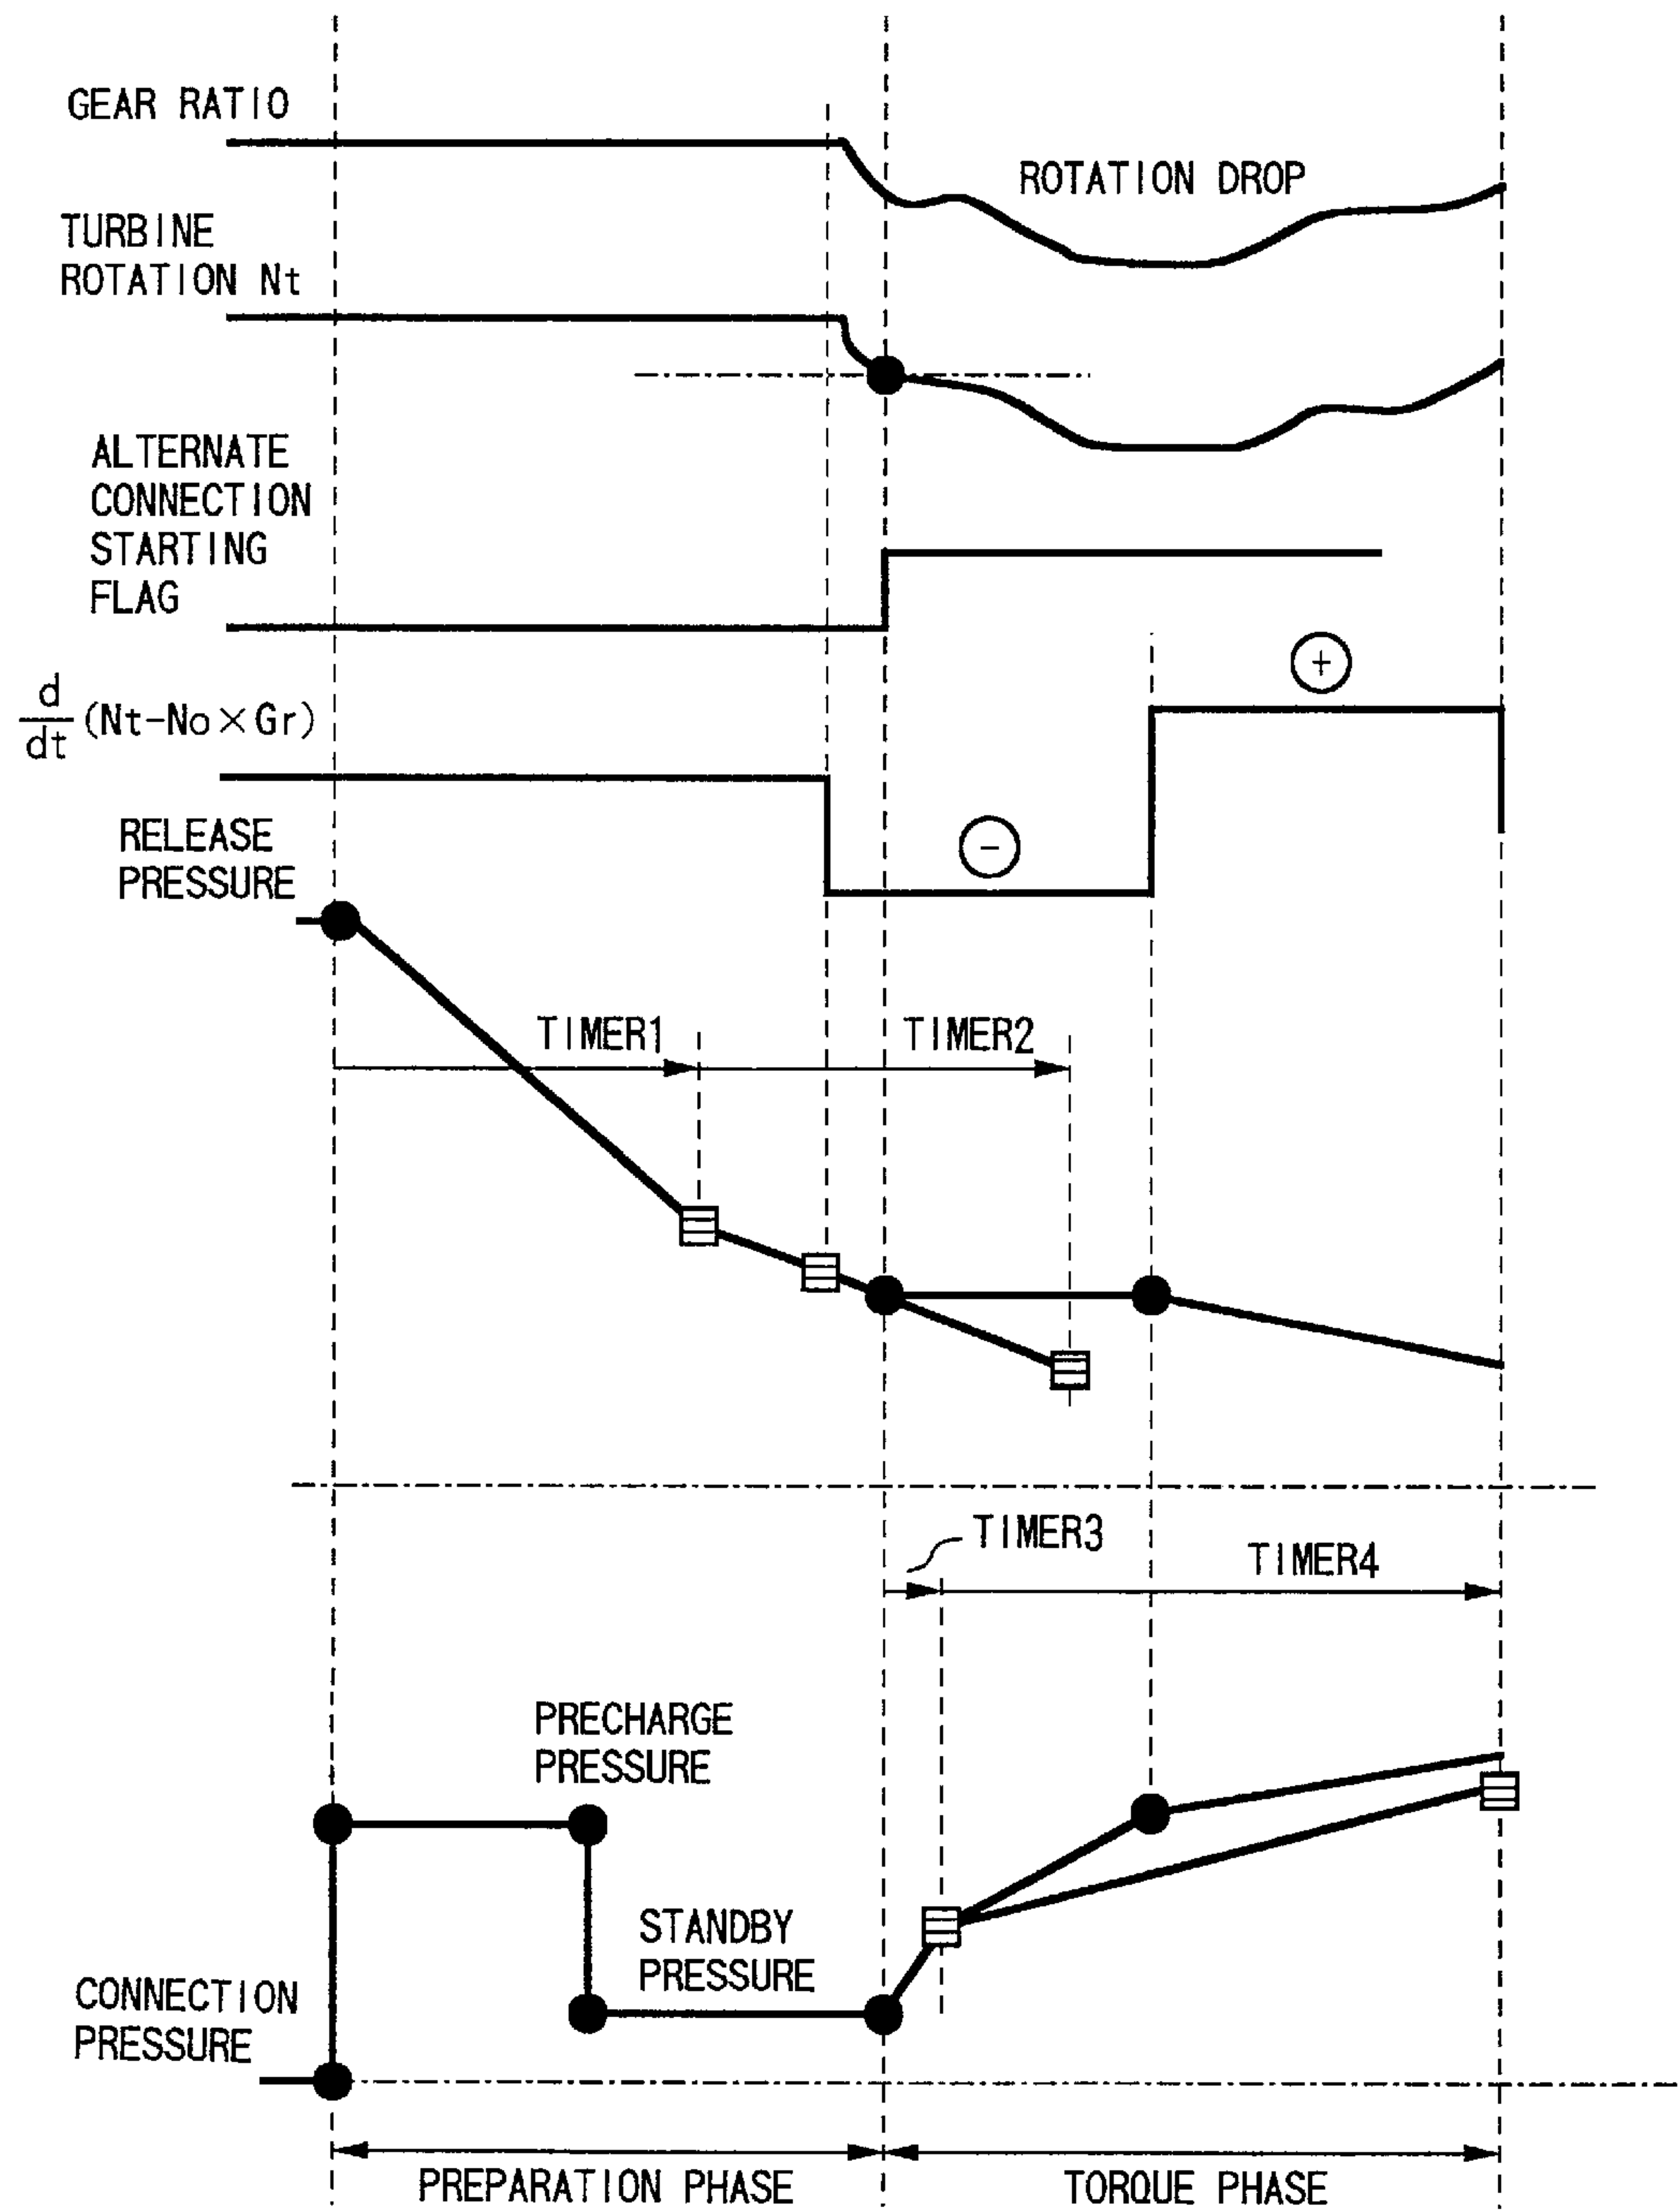 GEAR RATIO
ROTATION DROP
TURBINE
ROTATION Nt
ALTERNATE
CONNECTION
STARTING
FLAG
+
d/dt (Nt-No×Gr)
-
RELEASE
PRESSURE
TIMER1
TIMER2
TIMER3
TIMER4
PRECHARGE
PRESSURE
STANDBY
PRESSURE
CONNECTION
PRESSURE
PREPARATION PHASE
TORQUE PHASE